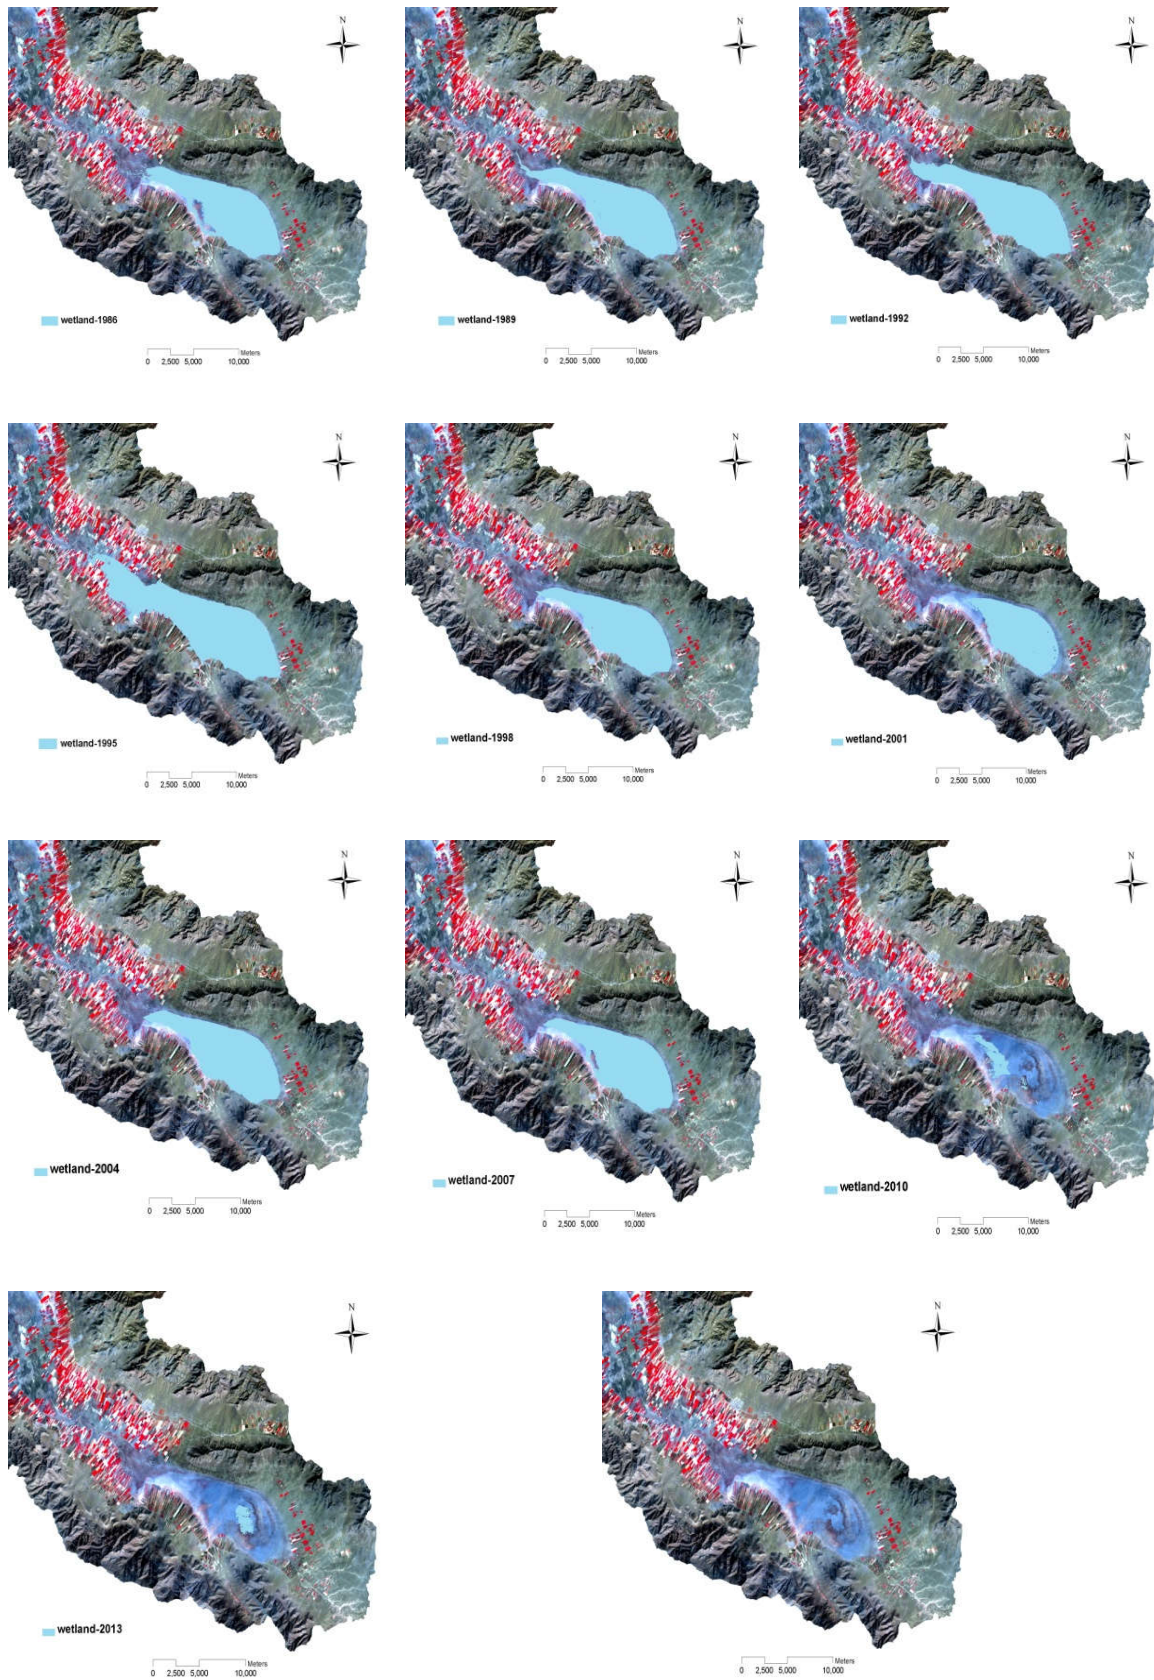 N
wetland-1986
Meters
0 2,500 5,000 10,000
N
wetland-1989
Meters
0 2,500 5,000 10,000
N
wetland-1992
Meters
0 2,500 5,000 10,000
N
wetland-1995
Meters
0 2,500 5,000 10,000
N
wetland-1998
Meters
0 2,500 5,000 10,000
N
wetland-2001
Meters
0 2,500 5,000 10,000
N
wetland-2004
Meters
0 2,500 5,000 10,000
N
wetland-2007
Meters
0 2,500 5,000 10,000
N
wetland-2010
Meters
0 2,500 5,000 10,000
N
wetland-2013
Meters
0 2,500 5,000 10,000
N
Meters
0 2,500 5,000 10,000